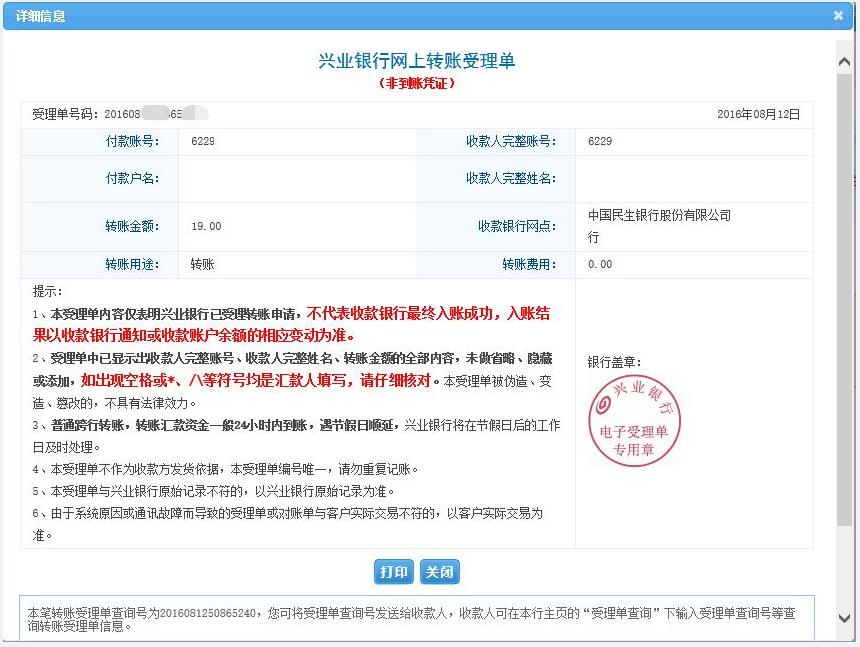 详细信息
兴业银行网上转账受理单
（非到账凭证）
受理单号码：201608 65 2016年08月12日
付款账号： 6229 收款人完整账号： 6229
付款户名： 收款人完整姓名：
转账金额： 19.00 收款银行网点： 中国民生银行股份有限公司
行
转账用途： 转账 转账费用： 0.00
提示：
1、本受理单内容仅表明兴业银行已受理转账申请，不代表收款银行最终入账成功，入账结
果以收款银行通知或收款账户余额的相应变动为准。
2、受理单中已显示出收款人完整账号、收款人完整姓名、转账金额的全部内容，未做省略、隐藏
或添加，如出现空格或*、/\等符号均是汇款人填写，请仔细核对。本受理单被伪造、变
造、篡改的，不具有法律效力。
3、普通跨行转账，转账汇款资金一般24小时内到账，遇节假日顺延，兴业银行将在节假日后的工作
日及时处理。
4、本受理单不作为收款方发货依据，本受理单编号唯一，请勿重复记账。
5、本受理单与兴业银行原始记录不符的，以兴业银行原始记录为准。
6、由于系统原因或通讯故障而导致的受理单或对账单与客户实际交易不符的，以客户实际交易为
准。
银行盖章：
兴业银行
电子受理单
专用章
打印 关闭
本笔转账受理单查询号为2016081250865240，您可将受理单查询号发送给收款人，收款人可在本行主页的“受理单查询”下输入受理单查询号等查
询转账受理单信息。